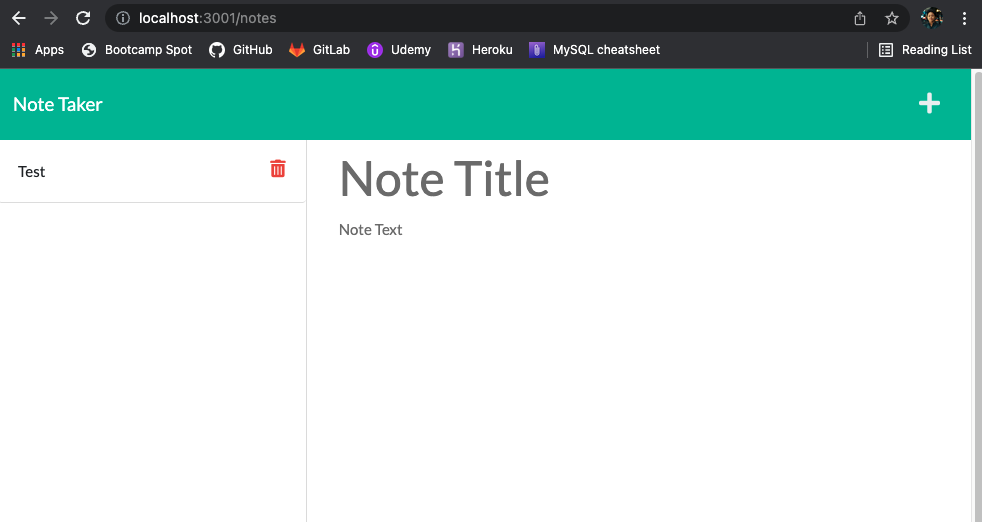 localhost:3001/notes
Apps Bootcamp Spot GitHub GitLab Udemy Heroku MySQL cheatsheet Reading List
Note Taker
Test
Note Title
Note Text